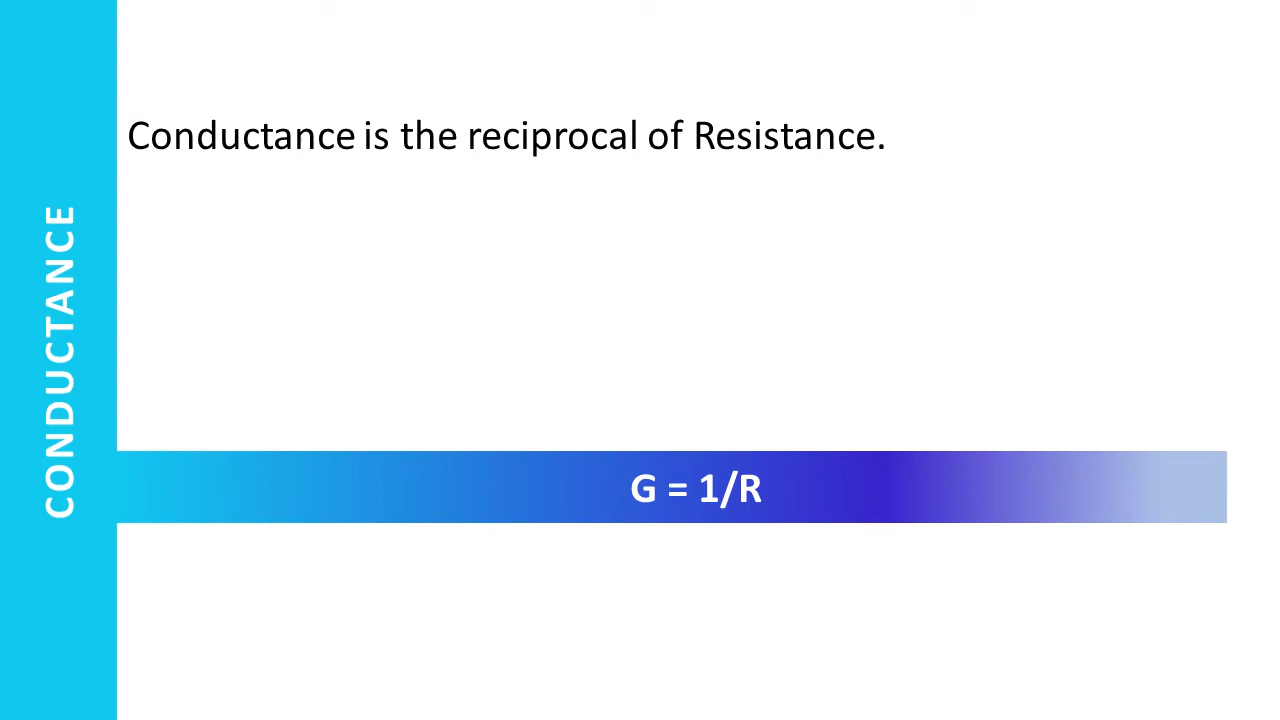 CONDUCTANCE
Conductance is the reciprocal of Resistance.
G = 1/R